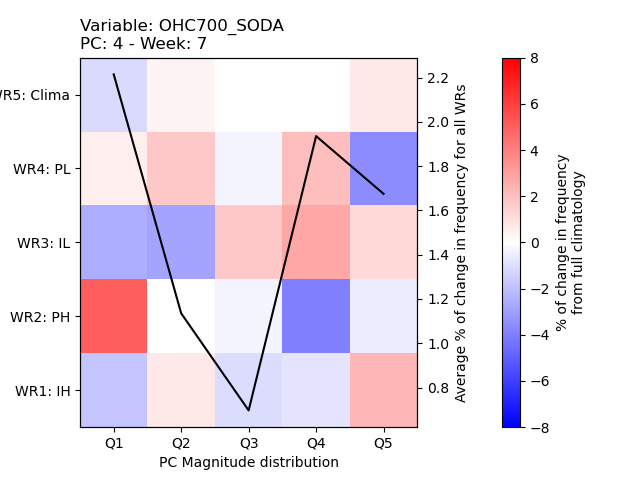 Variable: OHC700_SODA
PC: 4 - Week: 7
R5: Clima
WR4: PL
WR3: IL
WR2: PH
WR1: IH
Q1 Q2 Q3 Q4 Q5
PC Magnitude distribution
2.2
2.0
1.8
1.6
1.4
1.2
1.0
0.8
Average % of change in frequency for all WRs
8
6
4
2
0
−2
−4
−6
−8
% of change in frequency
from full climatology